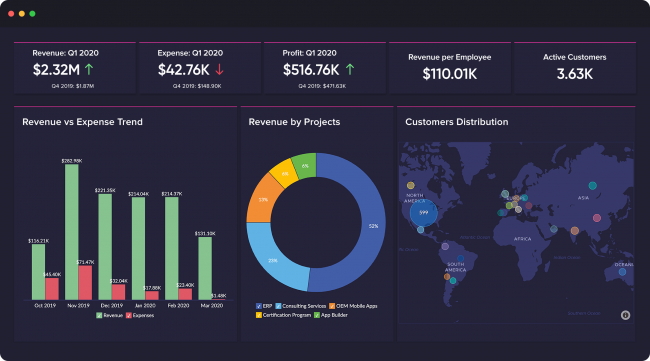 Revenue: Q1 2020
$2.32M
Q4 2019: $1.87M
Expense: Q1 2020
$42.76K
Q4 2019: $148.90K
Profit: Q1 2020
$516.76K
Q4 2019: $471.63K
Revenue per Employee
$110.01K
Active Customers
3.63K
Revenue vs Expense Trend
$116.21K
$45.40K
$282.98K
$71.47K
$221.35K
$32.04K
$214.04K
$17.88K
$214.37K
$23.40K
$131.10K
$1.48K
Oct 2019
Nov 2019
Dec 2019
Jan 2020
Feb 2020
Mar 2020
Revenue
Expenses
Revenue by Projects
6%
6%
13%
52%
23%
ERP
Consulting Services
OEM Mobile Apps
Certification Program
App Builder
Customers Distribution
NORTH
AMERICA
599
EUROPE
ASIA
AFRICA
SOUTH
AMERICA
OCEANI